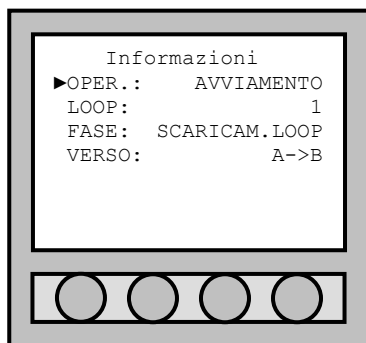 Informazioni
►OPER.: AVVIAMENTO
LOOP: 1
FASE: SCARICAM.LOOP
VERSO: A->B